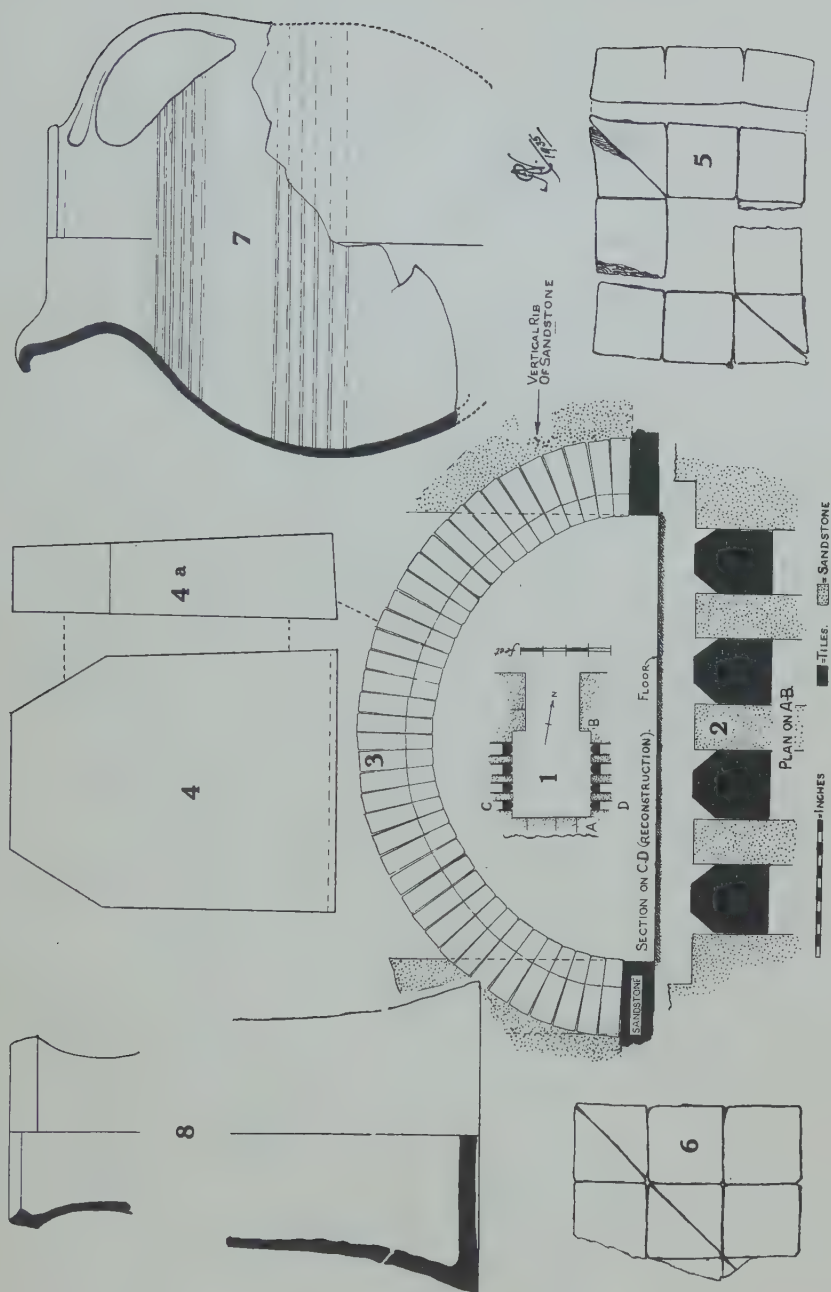 7
5
1935
VERTICAL RIB
OF SANDSTONE
4
4 a
3
feet
N
1
C
B
A
D
SECTION ON C-D (RECONSTRUCTION).
FLOOR
SANDSTONE
2
PLAN ON A-B.
=INCHES
=TILES.
=SANDSTONE
8
6